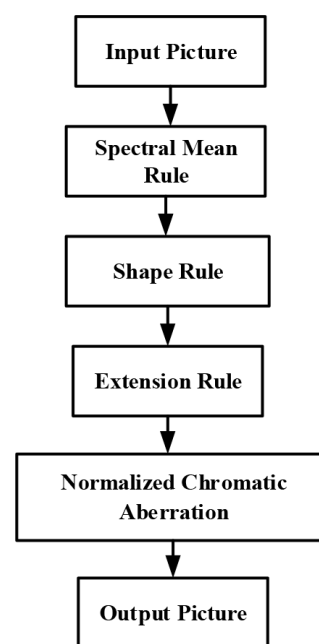 Input Picture
Spectral Mean
Rule
Shape Rule
Extension Rule
Normalized Chromatic
Aberration
Output Picture